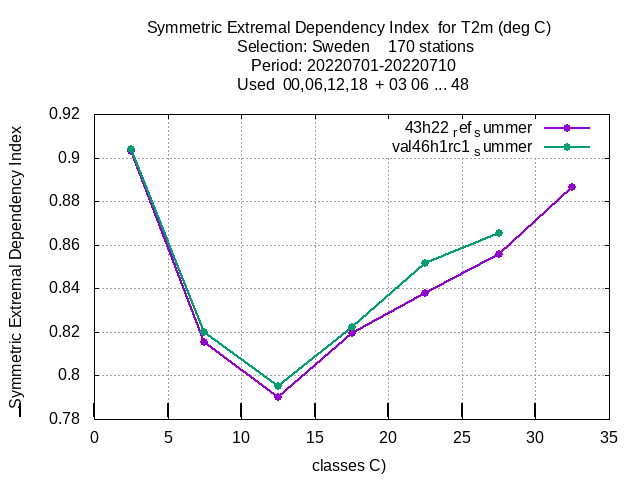 Symmetric Extremal Dependency Index for T2m (deg C)
Selection: Sweden 170 stations
Period: 20220701-20220710
Used 00,06,12,18 + 03 06 ... 48
43h22 ref summer
val46h1rc1 summer
Symmetric Extremal Dependency Index
0.92
0.9
0.88
0.86
0.84
0.82
0.8
0.78
0 5 10 15 20 25 30 35
classes C)